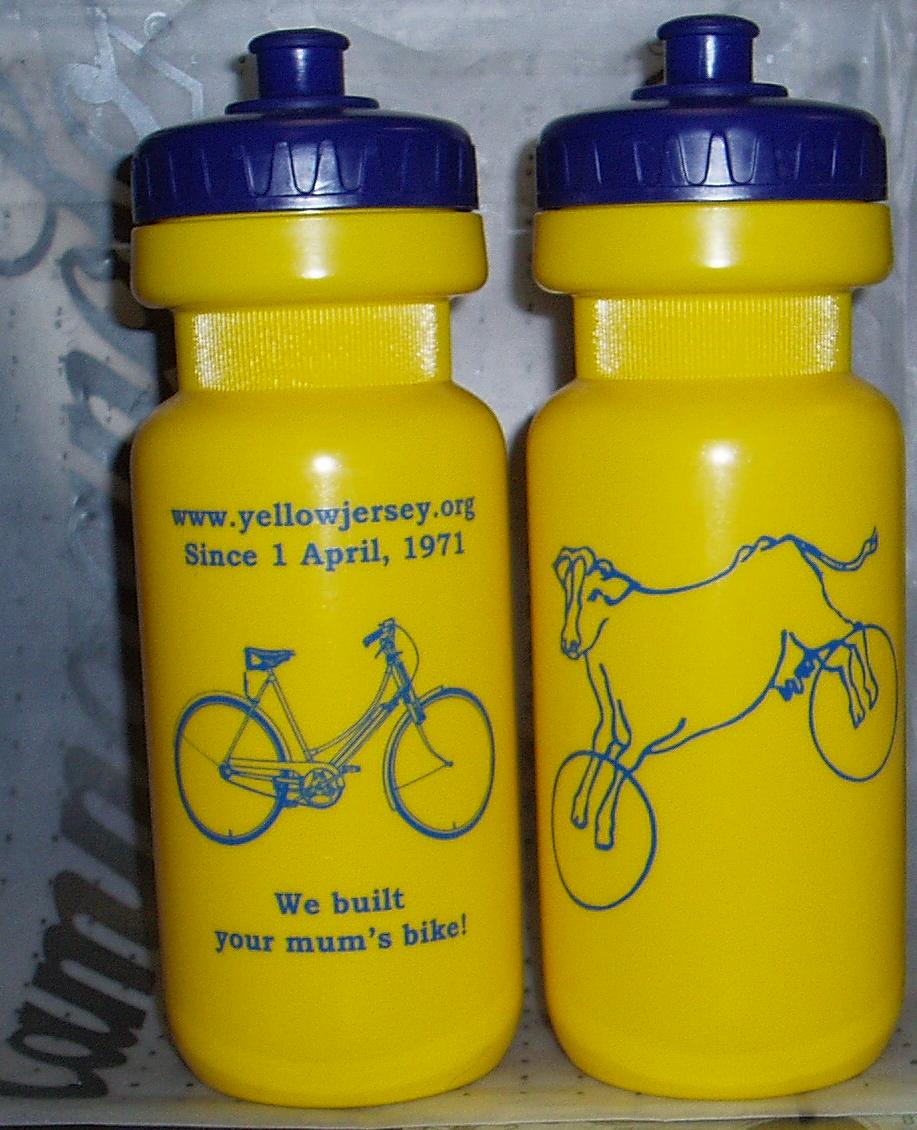 www.yellowjersey.org
Since 1 April, 1971
We built
your mum's bike!